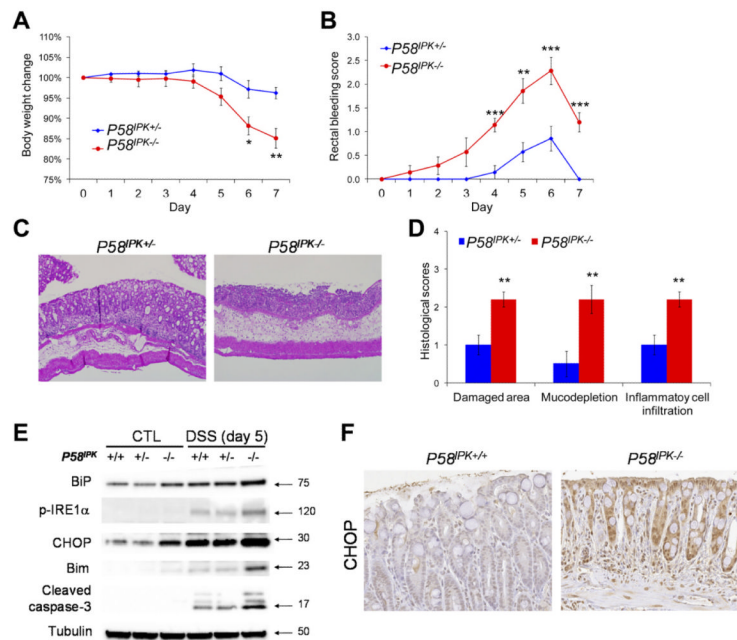 A
Body weight change
110%
105%
100%
95%
90%
85%
80%
75%
P58IPK+/-
P58IPK-/-
*
**
0 1 2 3 4 5 6 7
Day
B
Rectal bleeding score
3.0
2.5
2.0
1.5
1.0
0.5
0.0
P58IPK+/-
P58IPK-/-
*** ** *** ***
0 1 2 3 4 5 6 7
Day
C
P58IPK+/- P58IPK-/-
D
Histological scores
4
3
2
1
0
P58IPK+/- P58IPK-/-
** ** **
Damaged area Mucodepletion Inflammatoy cell
infiltration
E
CTL DSS (day 5)
P58IPK +/+ +/- -/- +/+ +/- -/-
BiP 75
p-IRE1α 120
CHOP 30
Bim 23
Cleaved
caspase-3 17
Tubulin 50
F
P58IPK+/+ P58IPK-/-
CHOP